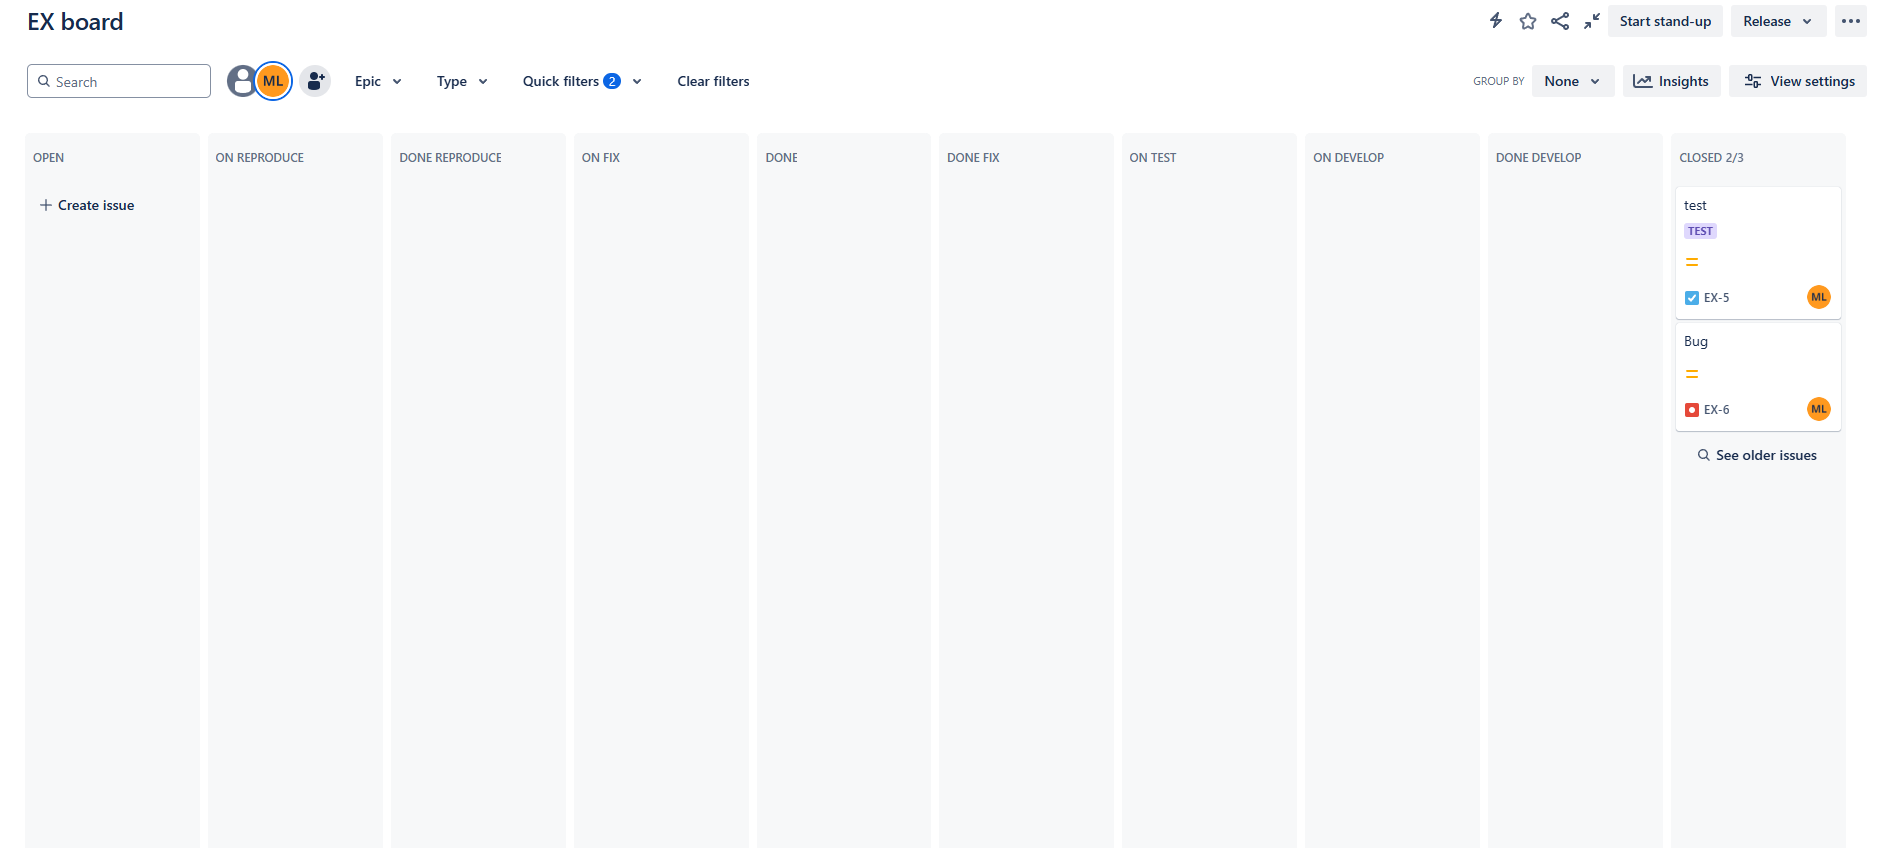 EX board
Start stand-up
Release
Search
ML
Epic
Type
Quick filters 2
Clear filters
GROUP BY
None
Insights
View settings
OPEN
ON REPRODUCE
DONE REPRODUCE
ON FIX
DONE
DONE FIX
ON TEST
ON DEVELOP
DONE DEVELOP
CLOSED 2/3
Create issue
test
TEST
EX-5
ML
Bug
EX-6
ML
See older issues